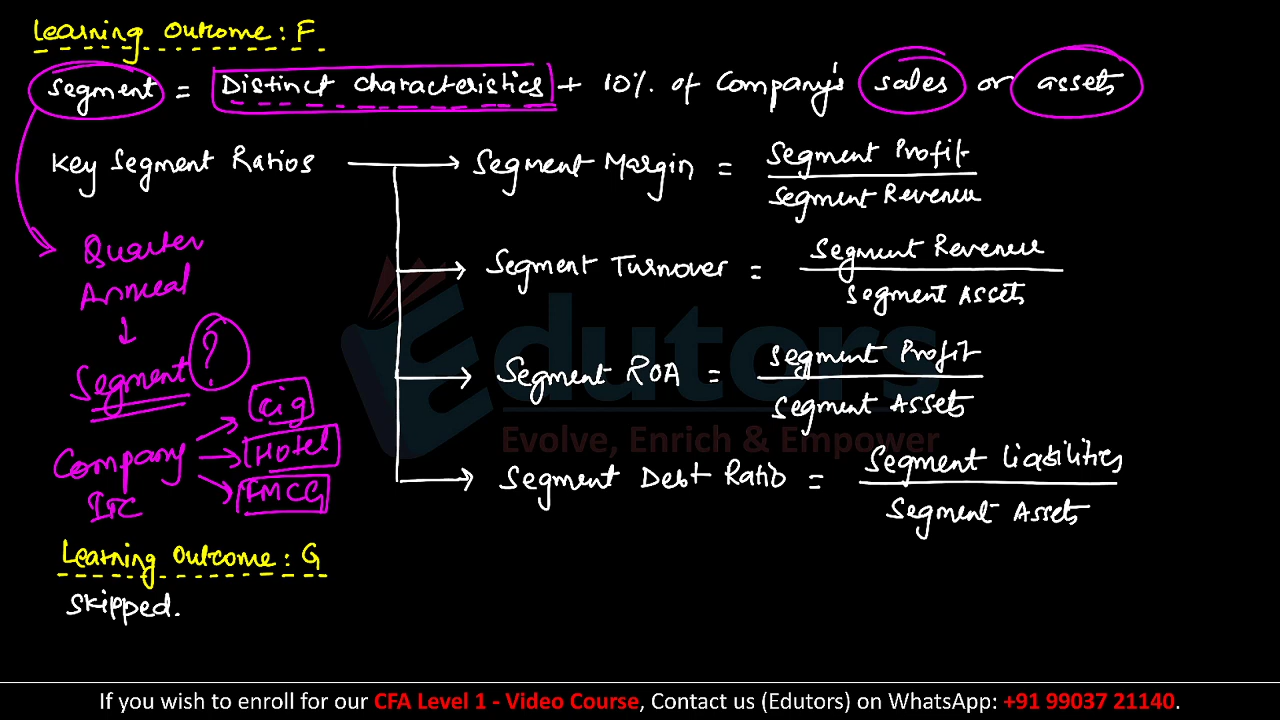 Learning Outcome: F
Segment = Distinct Characteristics + 10% of Company's sales or assets
Key Segment Ratios
Segment Margin = Segment Profit
Segment Revenue
Segment Turnover = Segment Revenue
Segment Assets
Segment ROA = Segment Profit
Segment Assets
Segment Debt Ratio = Segment Liabilities
Segment Assets
Quarter
Annual
Segment ?
Company
ITC
Cig
Hotel
FMCG
Edutors
Evolve, Enrich & Empower
Learning Outcome: G
Skipped.
If you wish to enroll for our CFA Level 1 - Video Course, Contact us (Edutors) on WhatsApp: +91 99037 21140.